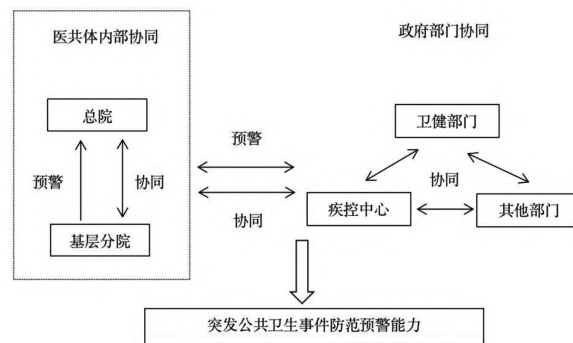 医共体内部协同
政府部门协同
总院
卫健部门
预警
预警
协同
协同
疾控中心
其他部门
协同
基层分院
突发公共卫生事件防范预警能力